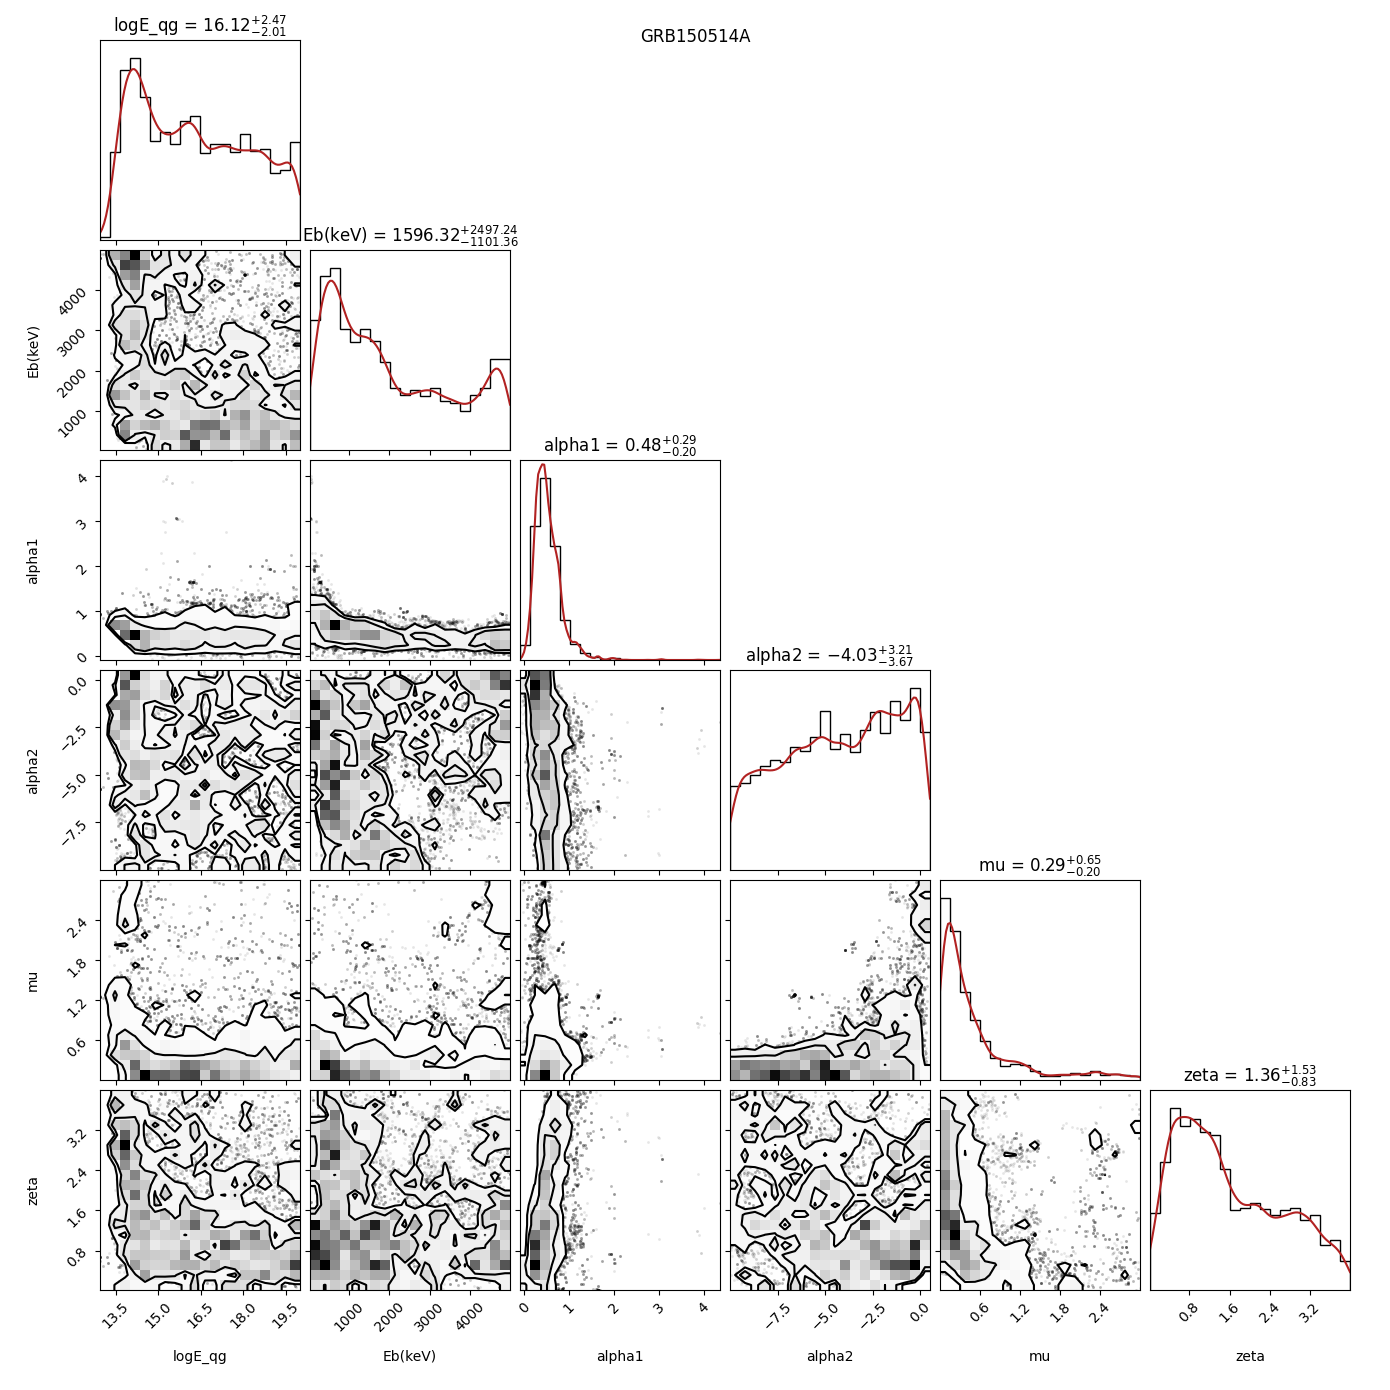 GRB150514A
logE_qg = 16.12^{+2.47}_{−2.01}
Eb(keV) = 1596.32^{+2497.24}_{−1101.36}
alpha1 = 0.48^{+0.29}_{−0.20}
alpha2 = −4.03^{+3.21}_{−3.67}
mu = 0.29^{+0.65}_{−0.20}
zeta = 1.36^{+1.53}_{−0.83}
Eb(keV)
4000
3000
2000
1000
alpha1
4
3
2
1
0
alpha2
0.0
−2.5
−5.0
−7.5
mu
2.4
1.8
1.2
0.6
zeta
3.2
2.4
1.6
0.8
13.5 15.0 16.5 18.0 19.5
1000 2000 3000 4000
0 1 2 3 4
−7.5 −5.0 −2.5 0.0
0.6 1.2 1.8 2.4
0.8 1.6 2.4 3.2
logE_qg
Eb(keV)
alpha1
alpha2
mu
zeta